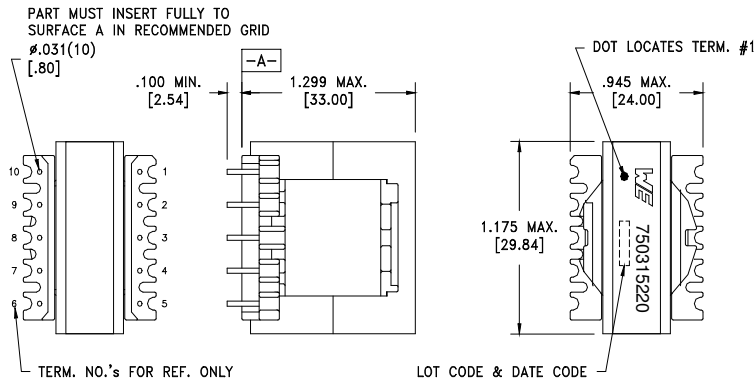 PART MUST INSERT FULLY TO
SURFACE A IN RECOMMENDED GRID
ø.031(10)
[.80]
-A-
.100 MIN.
[2.54]
1.299 MAX.
[33.00]
DOT LOCATES TERM. #1
.945 MAX.
[24.00]
10
9
8
7
6
1
2
3
4
5
1.175 MAX.
[29.84]
WE
750315220
TERM. NO.'s FOR REF. ONLY
LOT CODE & DATE CODE